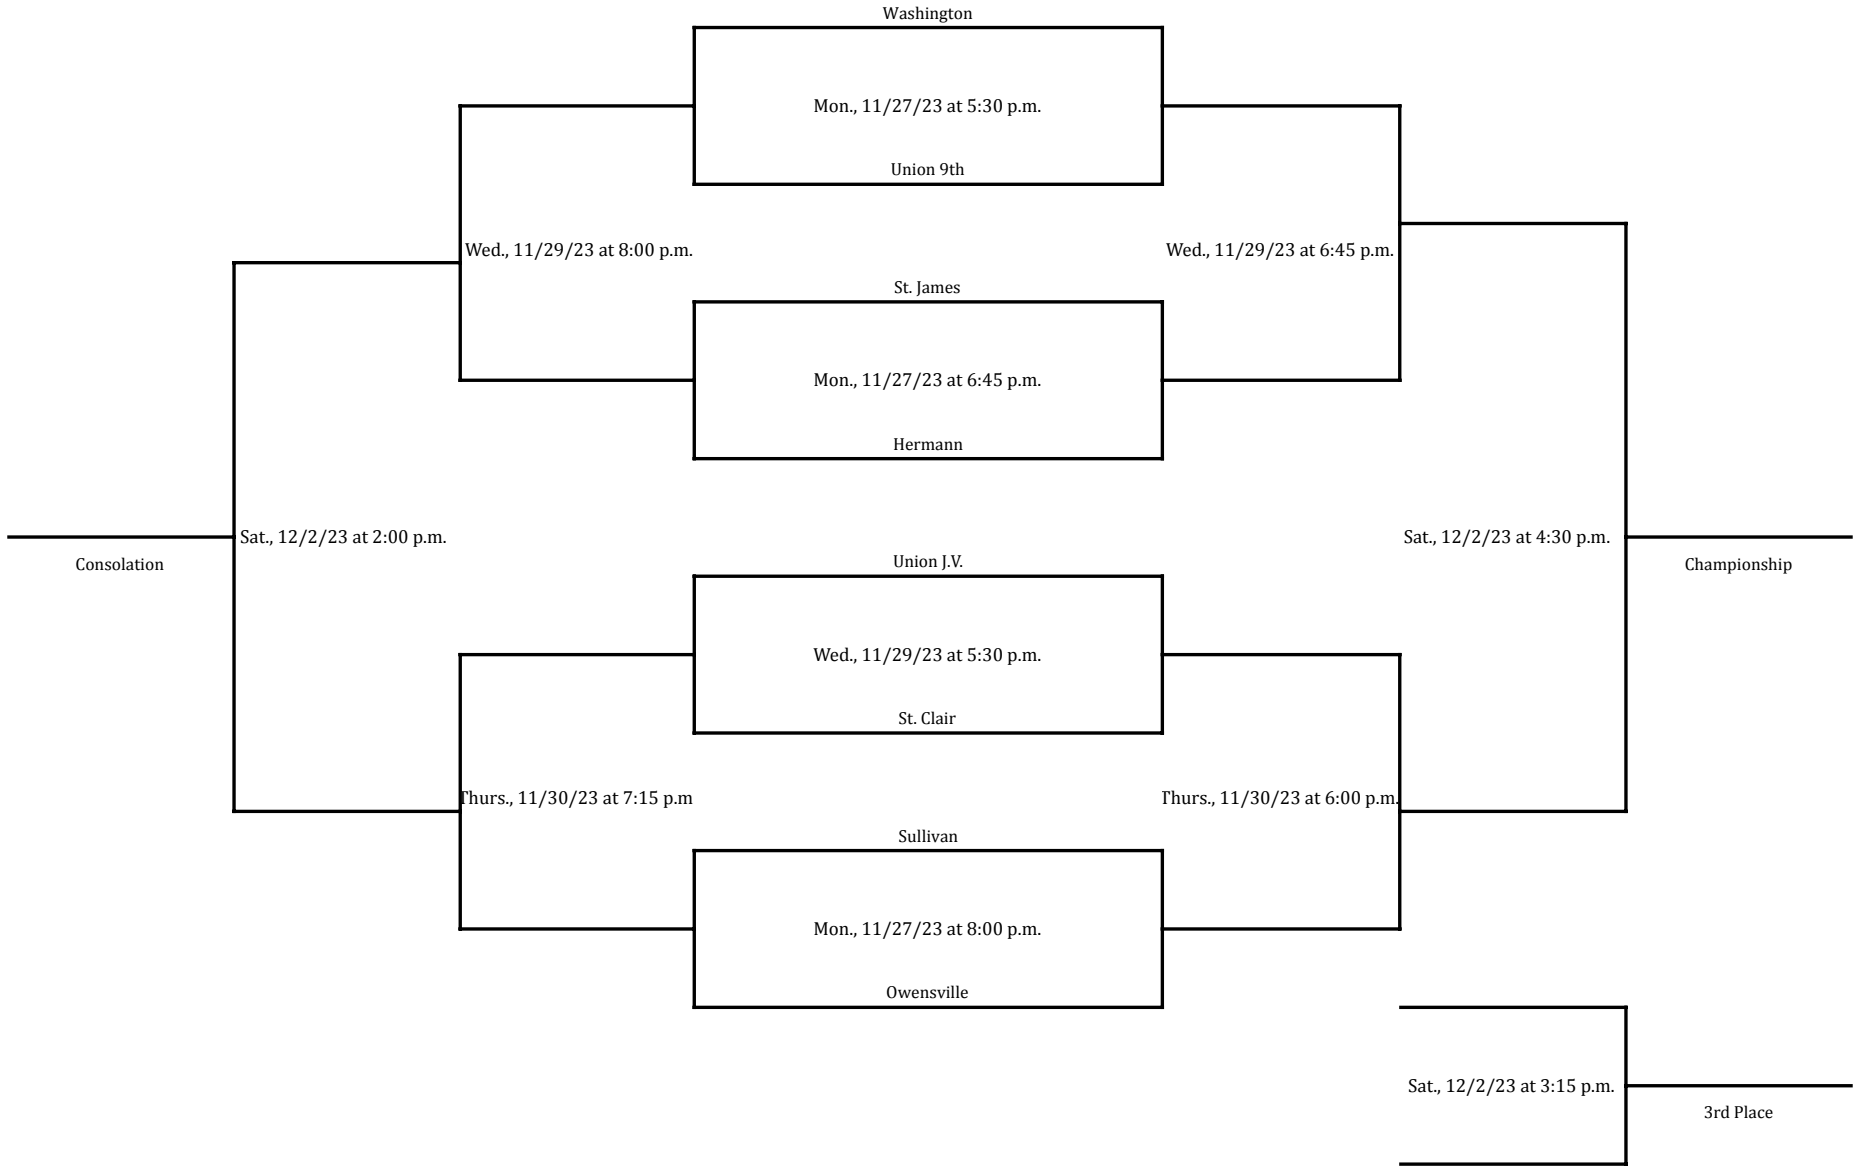 Washington
Mon., 11/27/23 at 5:30 p.m.
Union 9th
Wed., 11/29/23 at 8:00 p.m.
Wed., 11/29/23 at 6:45 p.m.
St. James
Mon., 11/27/23 at 6:45 p.m.
Hermann
Sat., 12/2/23 at 2:00 p.m.
Sat., 12/2/23 at 4:30 p.m.
Consolation
Championship
Union J.V.
Wed., 11/29/23 at 5:30 p.m.
St. Clair
Thurs., 11/30/23 at 7:15 p.m
Thurs., 11/30/23 at 6:00 p.m.
Sullivan
Mon., 11/27/23 at 8:00 p.m.
Owensville
Sat., 12/2/23 at 3:15 p.m.
3rd Place